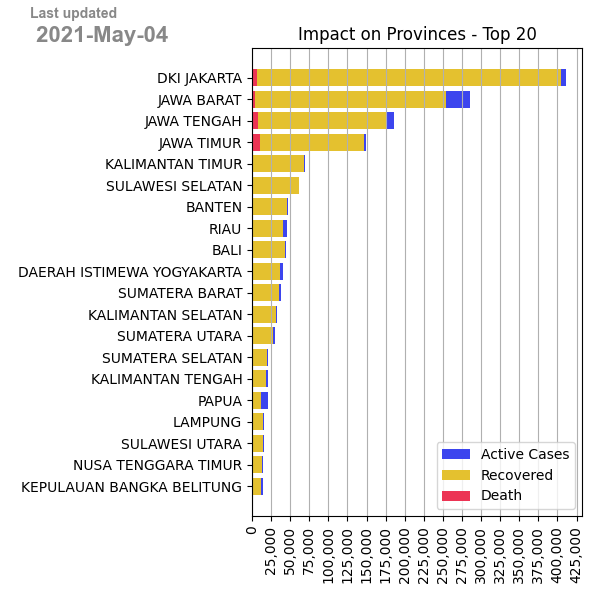 Last updated
2021-May-04
Impact on Provinces - Top 20
DKI JAKARTA
JAWA BARAT
JAWA TENGAH
JAWA TIMUR
KALIMANTAN TIMUR
SULAWESI SELATAN
BANTEN
RIAU
BALI
DAERAH ISTIMEWA YOGYAKARTA
SUMATERA BARAT
KALIMANTAN SELATAN
SUMATERA UTARA
SUMATERA SELATAN
KALIMANTAN TENGAH
PAPUA
LAMPUNG
SULAWESI UTARA
NUSA TENGGARA TIMUR
KEPULAUAN BANGKA BELITUNG
Active Cases
Recovered
Death
0
25,000
50,000
75,000
100,000
125,000
150,000
175,000
200,000
225,000
250,000
275,000
300,000
325,000
350,000
375,000
400,000
425,000